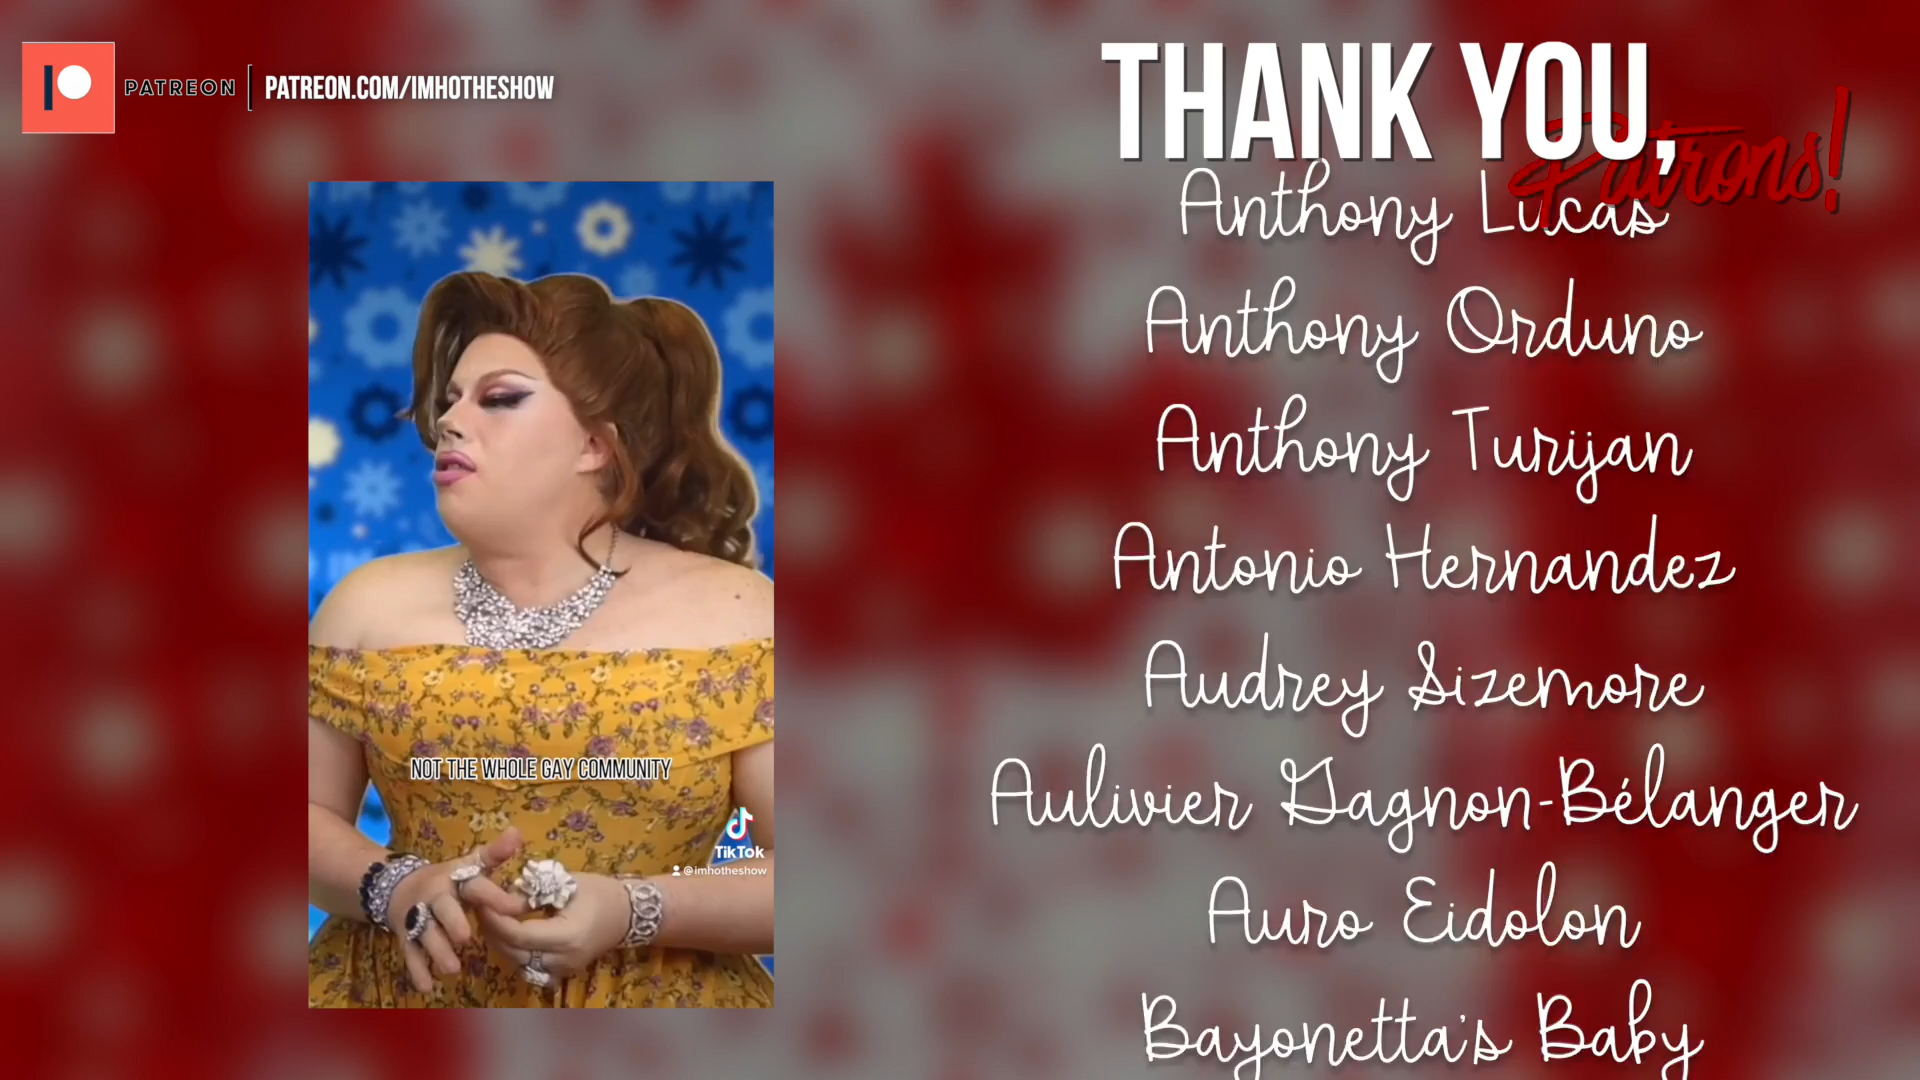 PATREON | PATREON.COM/IMHOTHESHOW
THANK YOU,
Patrons!
Anthony Lucas
Anthony Orduno
Anthony Turijan
Antonio Hernandez
Audrey Sizemore
Aulivier Gagnon-Bélanger
Auro Eidolon
Bayonetta's Baby
NOT THE WHOLE GAY COMMUNITY
TikTok
@imhotheshow